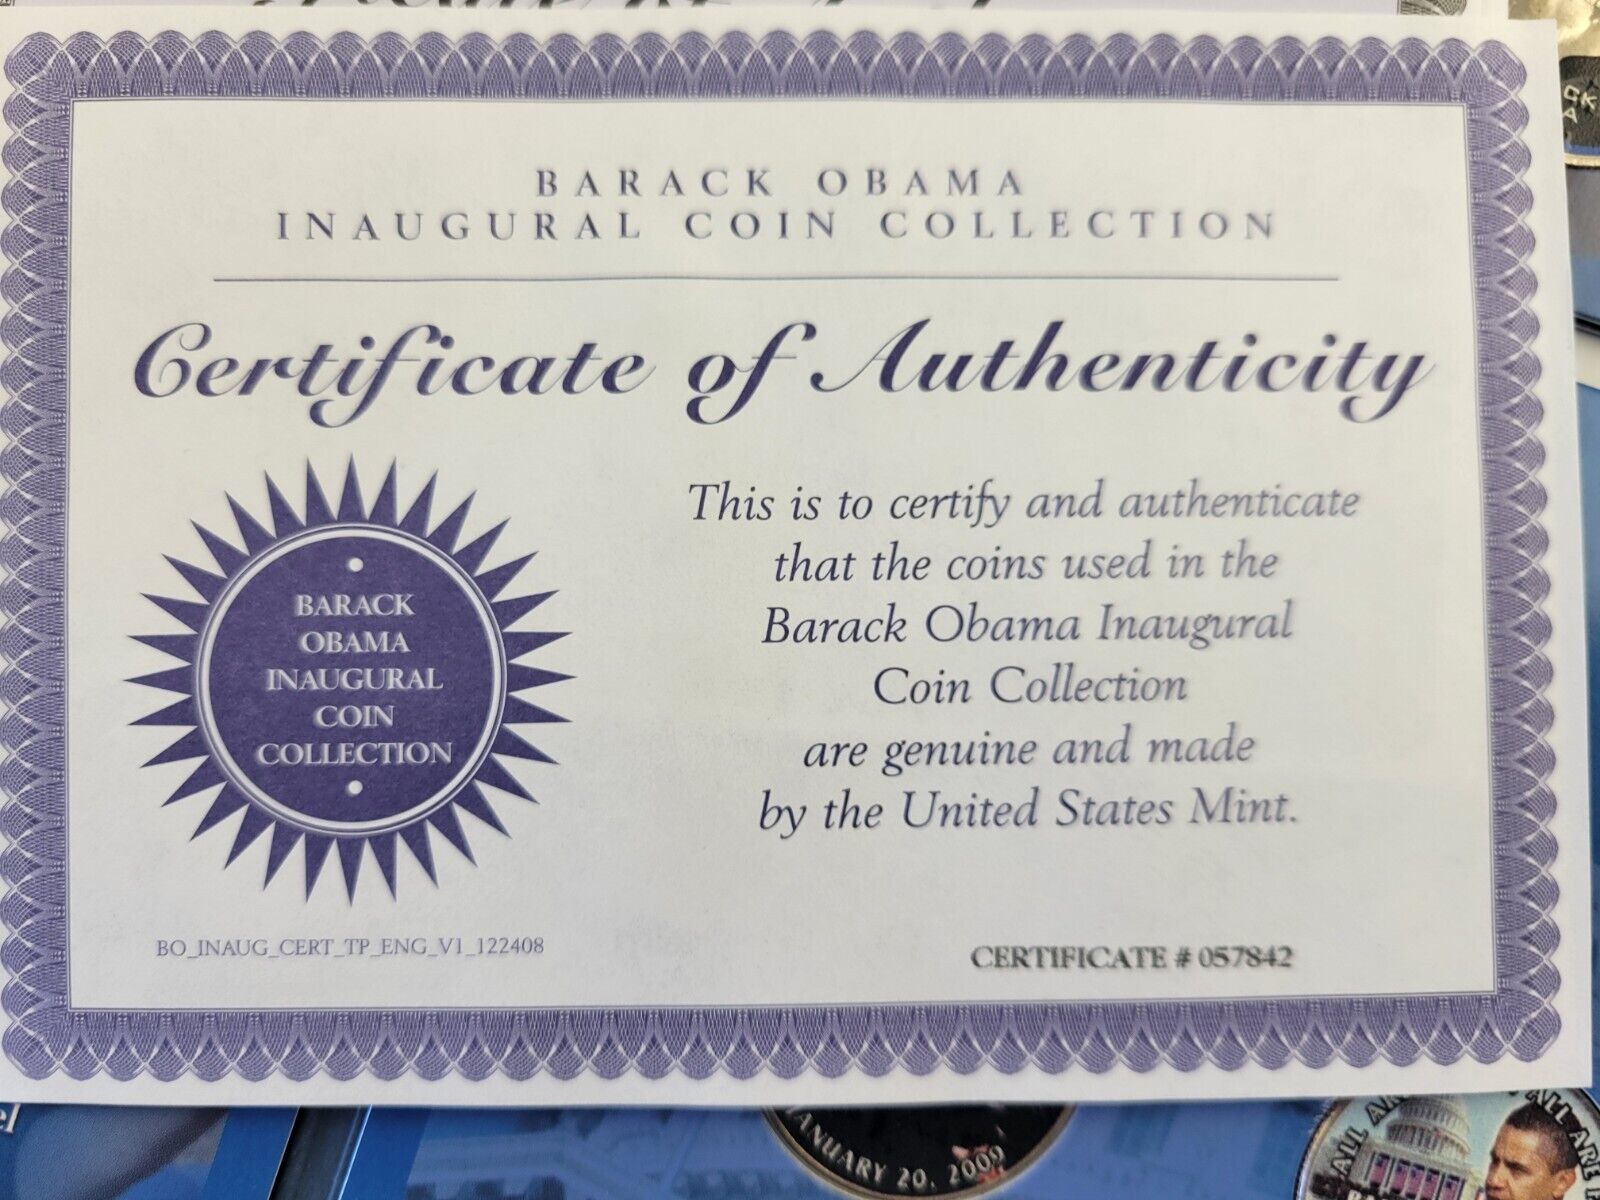 BARACK OBAMA
INAUGURAL COIN COLLECTION
Certificate of Authenticity
BARACK
OBAMA
INAUGURAL
COIN
COLLECTION
This is to certify and authenticate
that the coins used in the
Barack Obama Inaugural
Coin Collection
are genuine and made
by the United States Mint.
BO_INAUG_CERT_TP_ENG_V1_122408
CERTIFICATE # 057842
JANUARY 20, 2009
ALL ARE